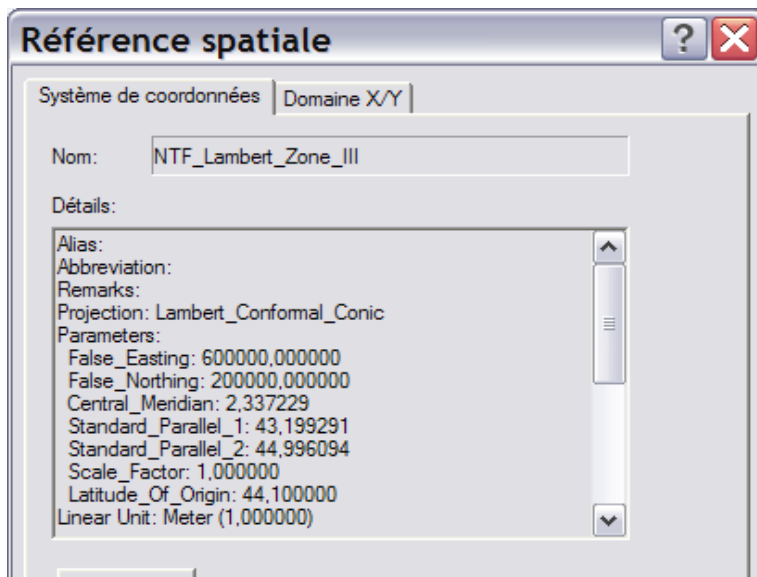 Référence spatiale
Système de coordonnées Domaine X/Y
Nom: NTF_Lambert_Zone_III
Détails:
Alias:
Abbreviation:
Remarks:
Projection: Lambert_Conformal_Conic
Parameters:
False_Easting: 600000,000000
False_Northing: 200000,000000
Central_Meridian: 2,337229
Standard_Parallel_1: 43,199291
Standard_Parallel_2: 44,996094
Scale_Factor: 1,000000
Latitude_Of_Origin: 44,100000
Linear Unit: Meter (1,000000)